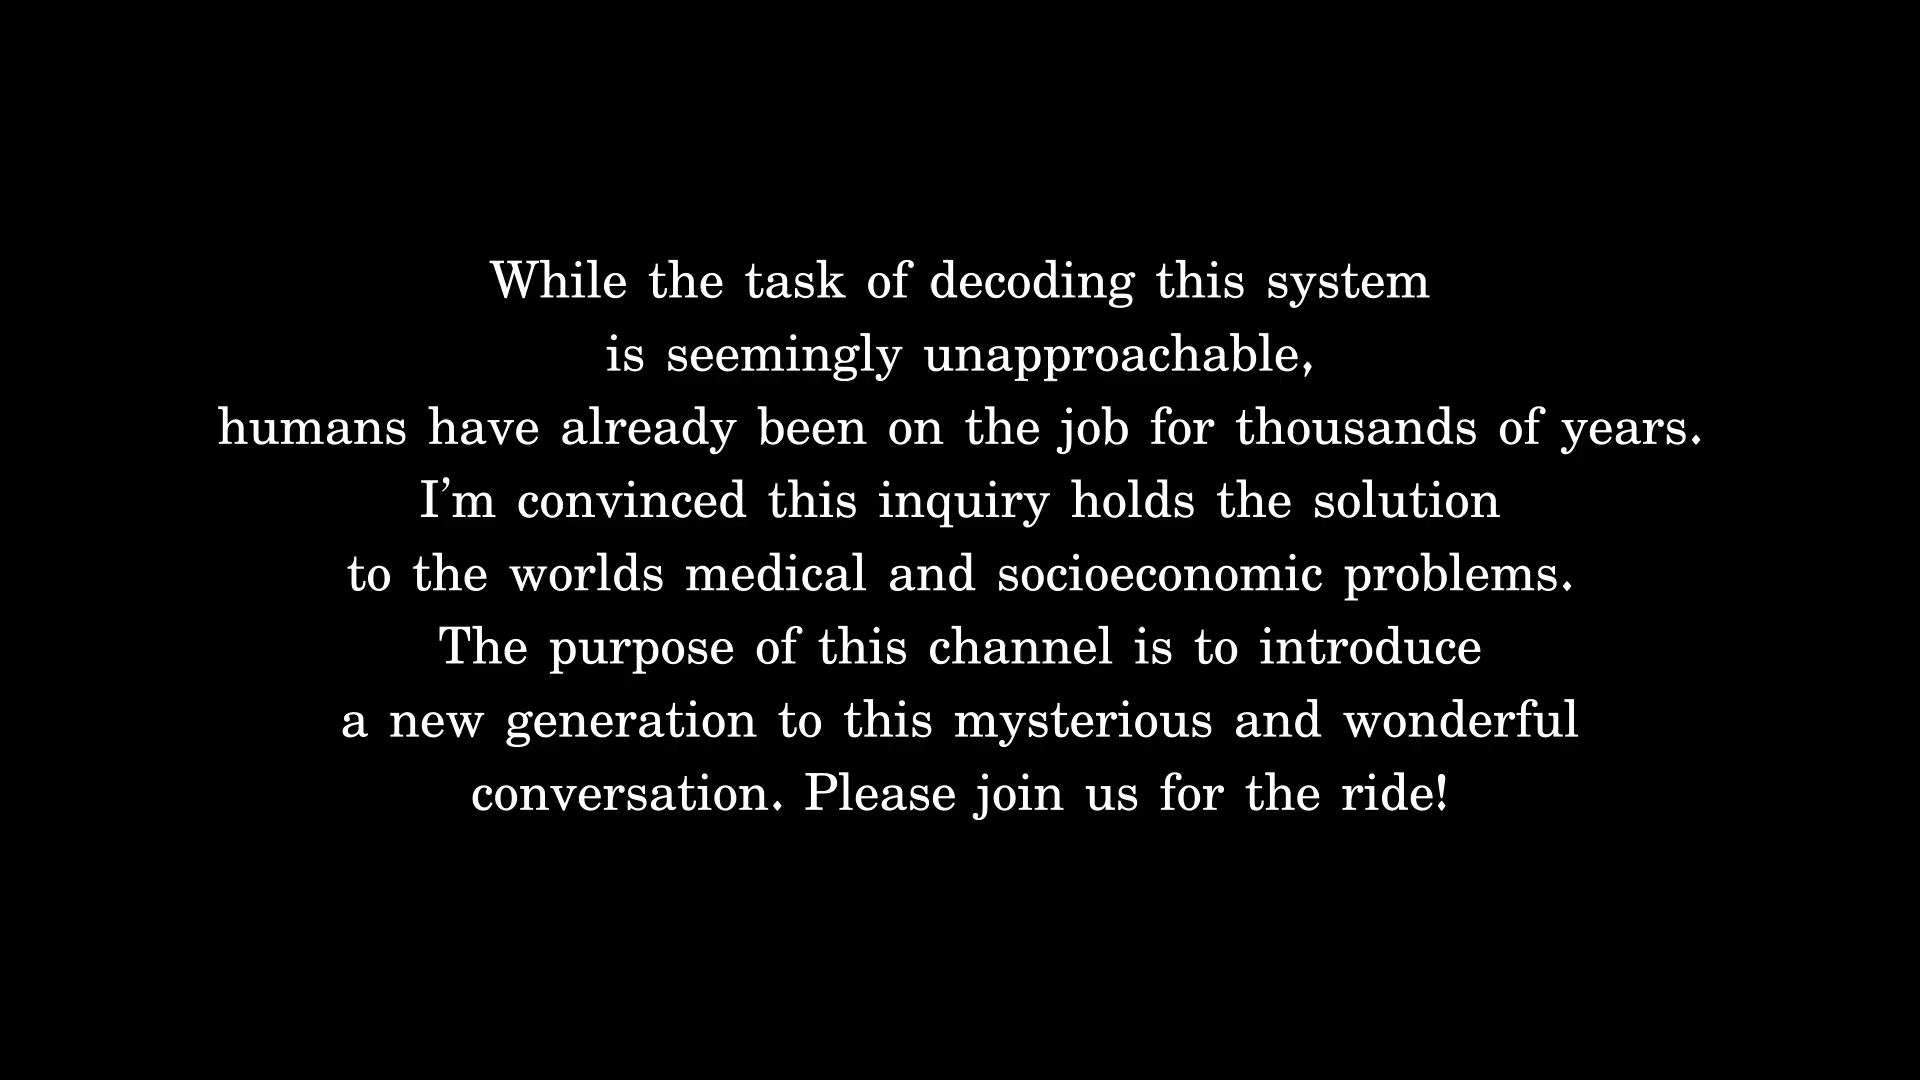 While the task of decoding this system
is seemingly unapproachable,
humans have already been on the job for thousands of years.
I’m convinced this inquiry holds the solution
to the worlds medical and socioeconomic problems.
The purpose of this channel is to introduce
a new generation to this mysterious and wonderful
conversation. Please join us for the ride!